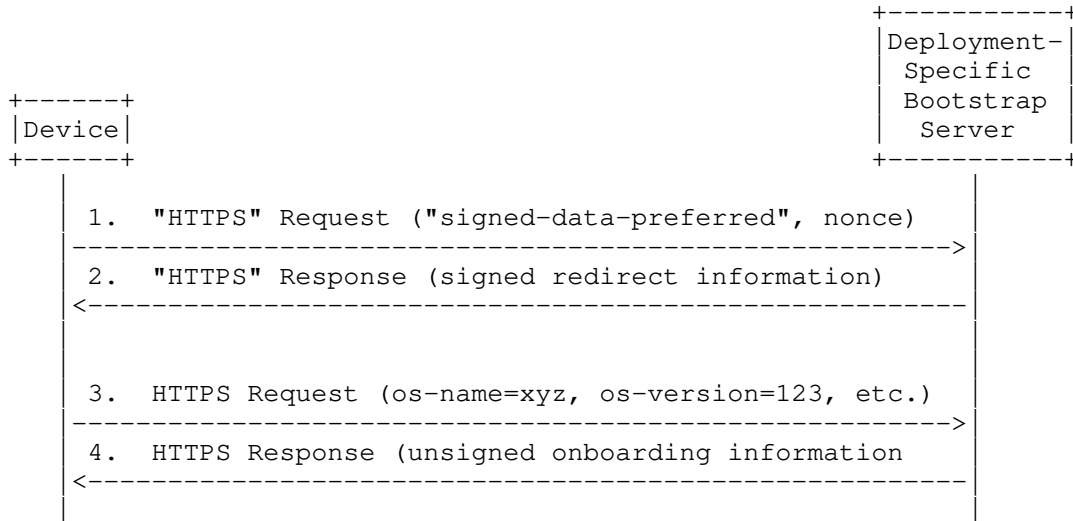 Deployment-
Specific
Bootstrap
Device
Server
1. "HTTPS" Request ("signed-data-preferred", nonce)
2. "HTTPS" Response (signed redirect information)
3. HTTPS Request (os-name=xyz, os-version=123, etc.)
4. HTTPS Response (unsigned onboarding information